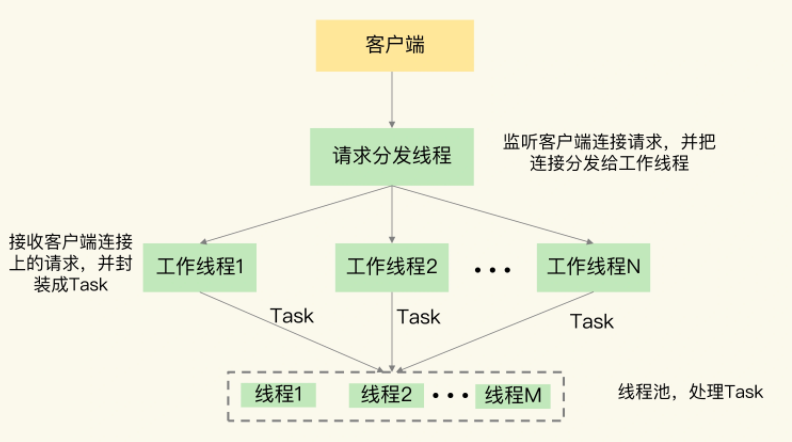 客户端
请求分发线程
监听客户端连接请求，并把
连接分发给工作线程
接收客户端连接
上的请求，并封
装成Task
工作线程1
工作线程2
•••
工作线程N
Task
Task
Task
线程1
线程2
•••
线程M
线程池，处理Task